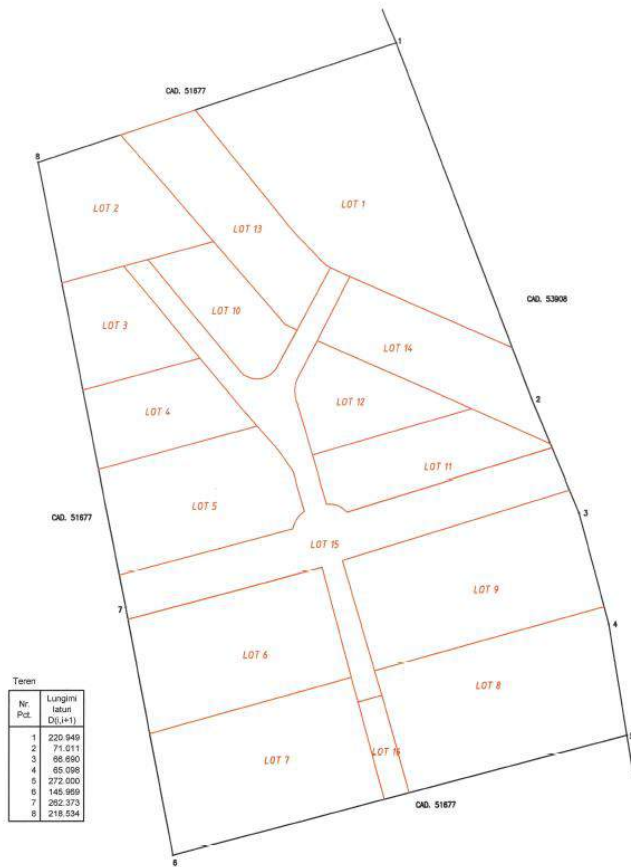 1
CAD. 51677
8
LOT 2
LOT 1
LOT 13
CAD. 53908
LOT 10
LOT 3
LOT 14
2
LOT 12
LOT 4
LOT 11
LOT 5
CAD. 51677
3
LOT 15
7
LOT 9
4
LOT 6
LOT 8
Teren
Nr. Pct. Lungimi laturi D(i,i+1)
1 220.949
2 71.011
3 66.690
4 65.098
5 272.000
6 145.969
7 262.373
8 218.534
5
LOT 16
LOT 7
CAD. 51677
6